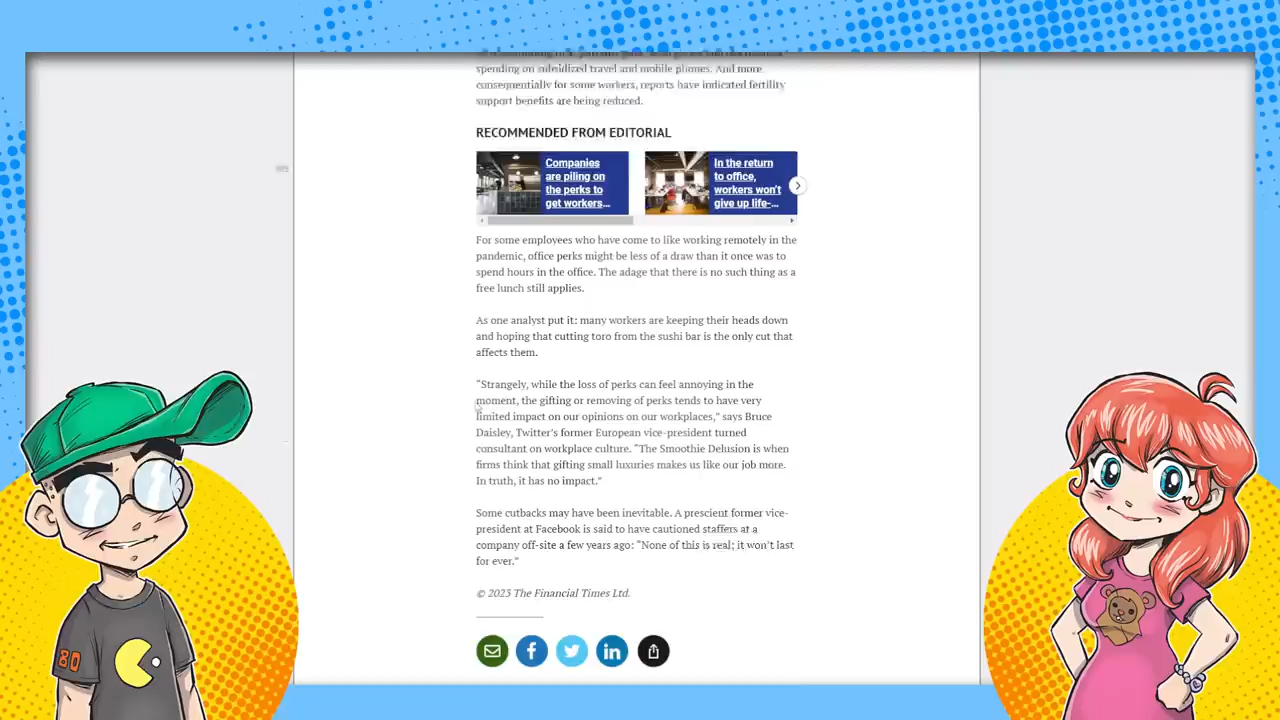 spending on subsidized travel and mobile phones. And more
consequentially for some workers, reports have indicated fertility
support benefits are being reduced.
RECOMMENDED FROM EDITORIAL
Companies
are piling on
the perks to
get workers...
In the return
to office,
workers won't
give up life-...
For some employees who have come to like working remotely in the
pandemic, office perks might be less of a draw than it once was to
spend hours in the office. The adage that there is no such thing as a
free lunch still applies.
As one analyst put it: many workers are keeping their heads down
and hoping that cutting toro from the sushi bar is the only cut that
affects them.
“Strangely, while the loss of perks can feel annoying in the
moment, the gifting or removing of perks tends to have very
limited impact on our opinions on our workplaces,” says Bruce
Daisley, Twitter’s former European vice-president turned
consultant on workplace culture. “The Smoothie Delusion is when
firms think that gifting small luxuries makes us like our job more.
In truth, it has no impact.”
Some cutbacks may have been inevitable. A prescient former vice-
president at Facebook is said to have cautioned staffers at a
company off-site a few years ago: “None of this is real; it won’t last
for ever.”
© 2023 The Financial Times Ltd.
80